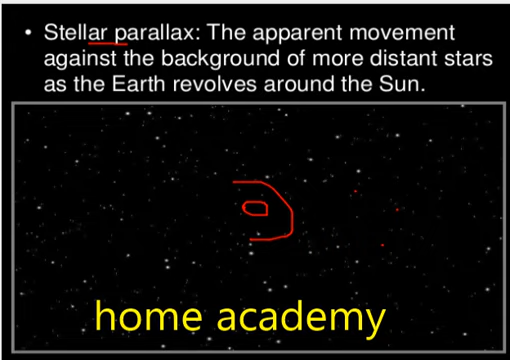 • Stellar parallax: The apparent movement
against the background of more distant stars
as the Earth revolves around the Sun.
home academy